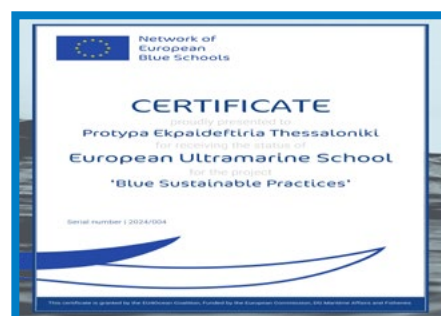 Network of
European
Blue Schools
CERTIFICATE
proudly presented to
Protypa Ekpaideftiria Thessaloniki
for receiving the status of
European Ultramarine School
for the project
'Blue Sustainable Practices'
Serial number | 2024/004
This certificate is granted by the EU4Ocean Coalition, Funded by the European Commission, DG Maritime Affairs and Fisheries